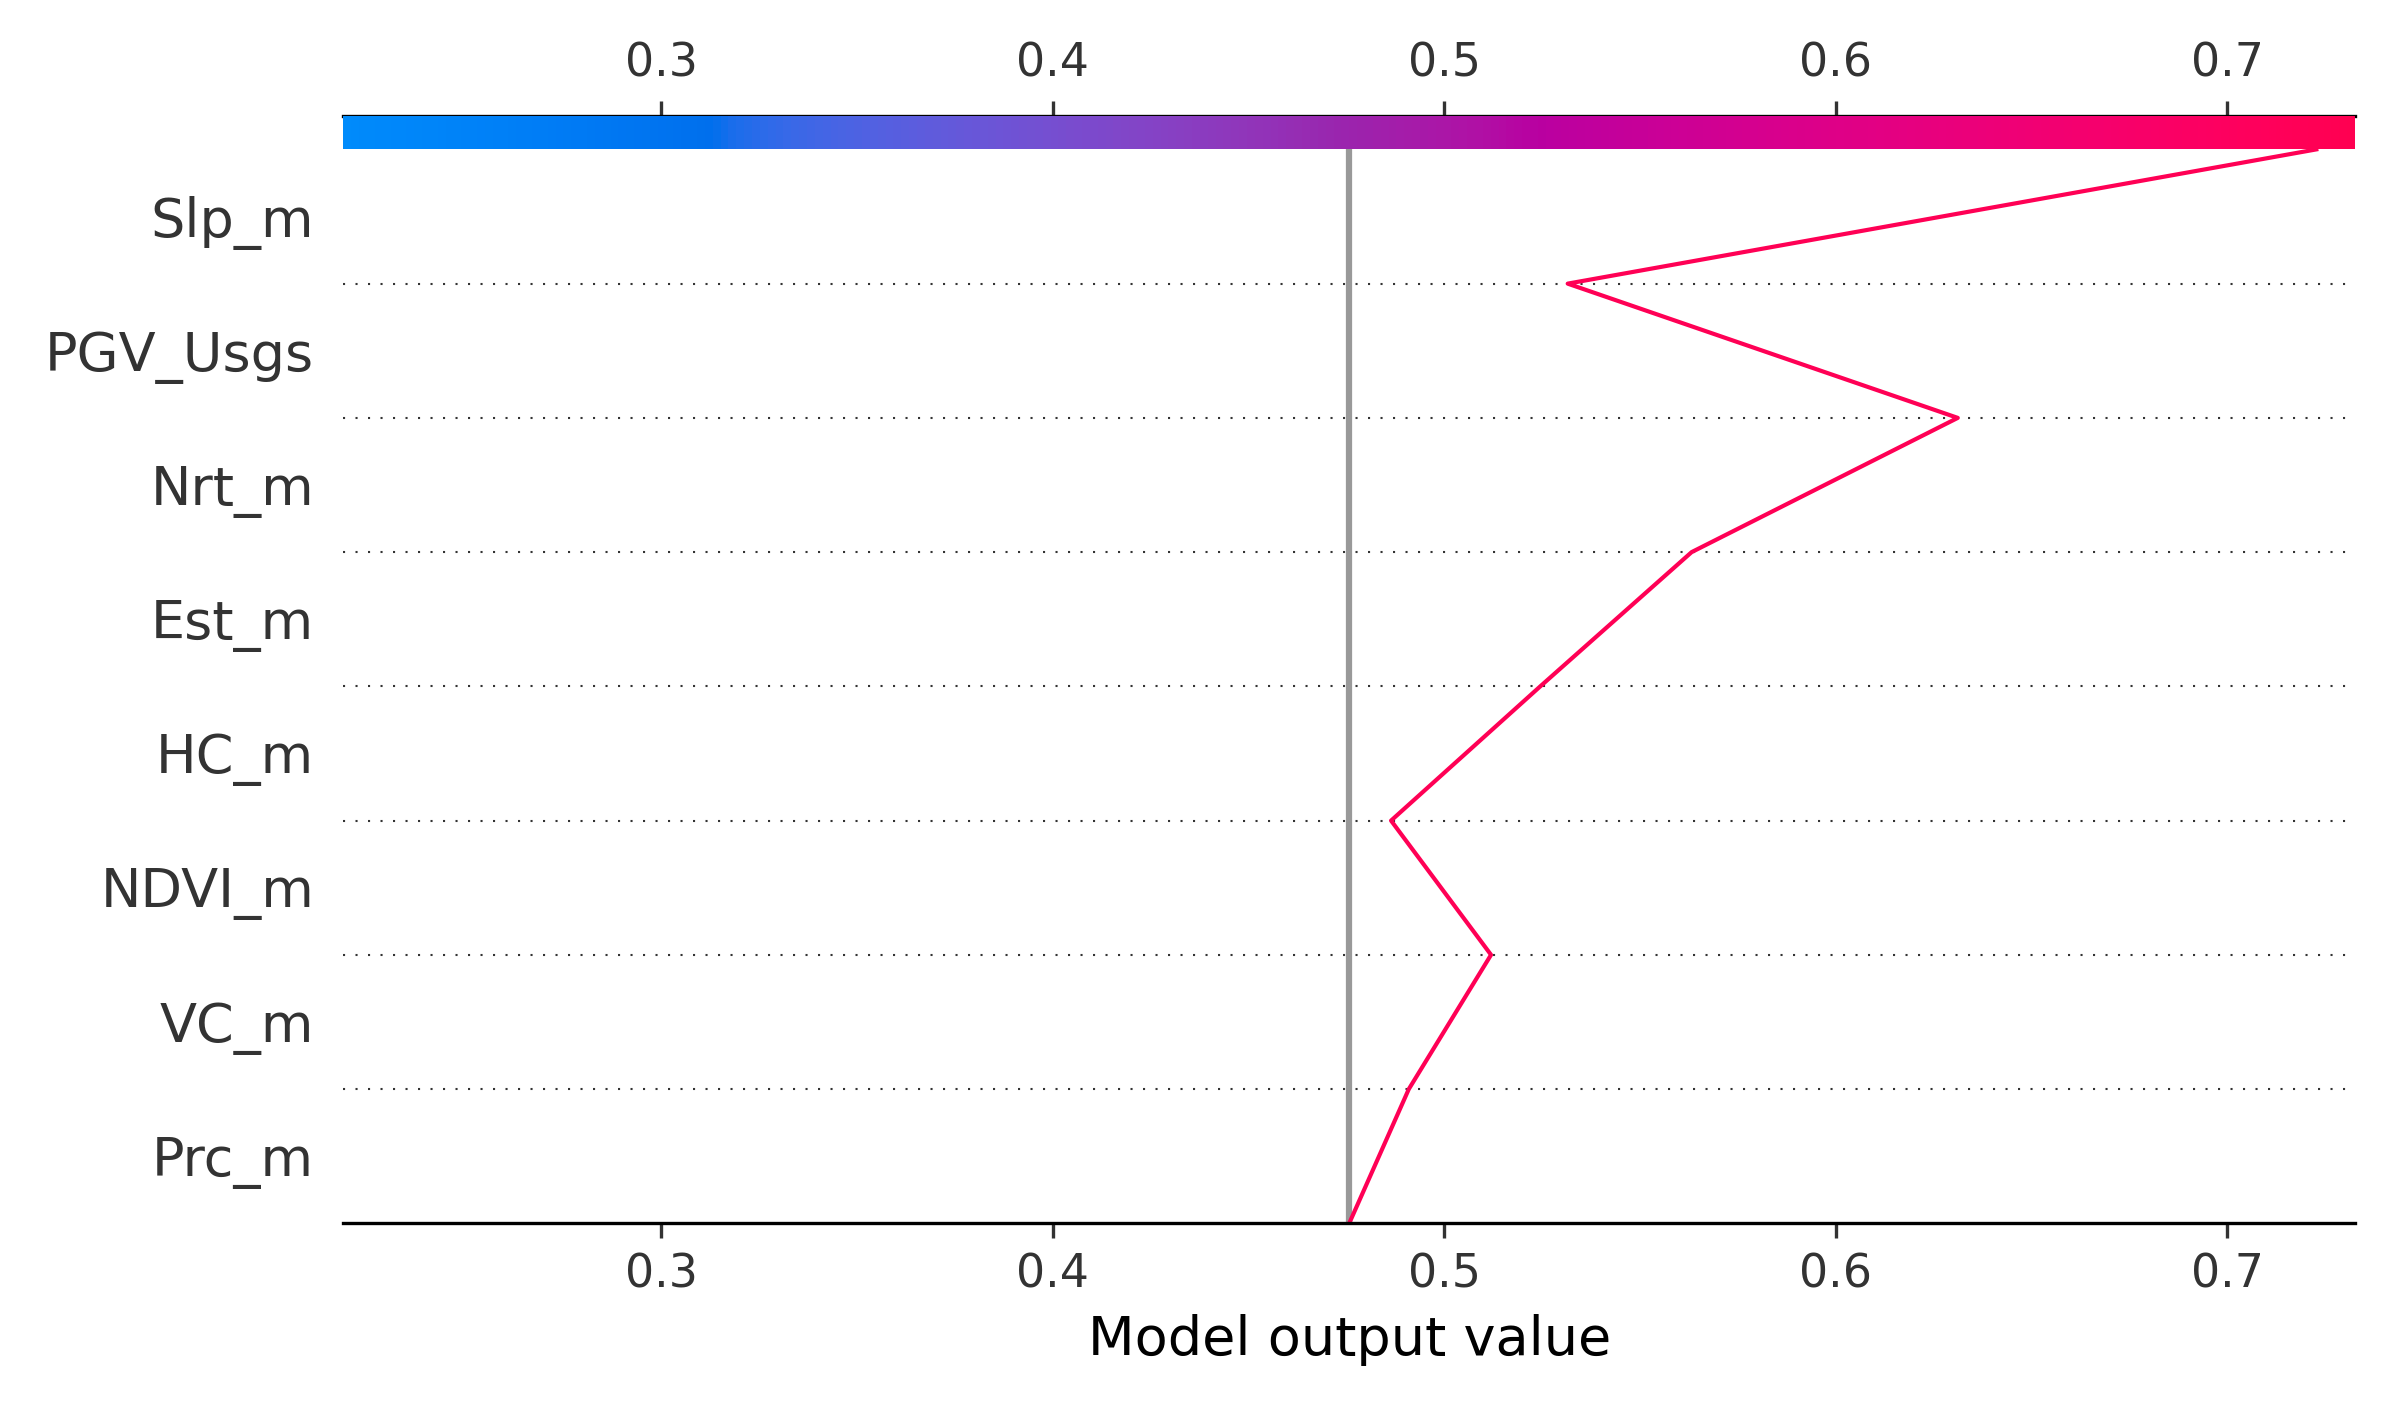 0.3 0.4 0.5 0.6 0.7
Slp_m
PGV_Usgs
Nrt_m
Est_m
HC_m
NDVI_m
VC_m
Prc_m
0.3 0.4 0.5 0.6 0.7
Model output value